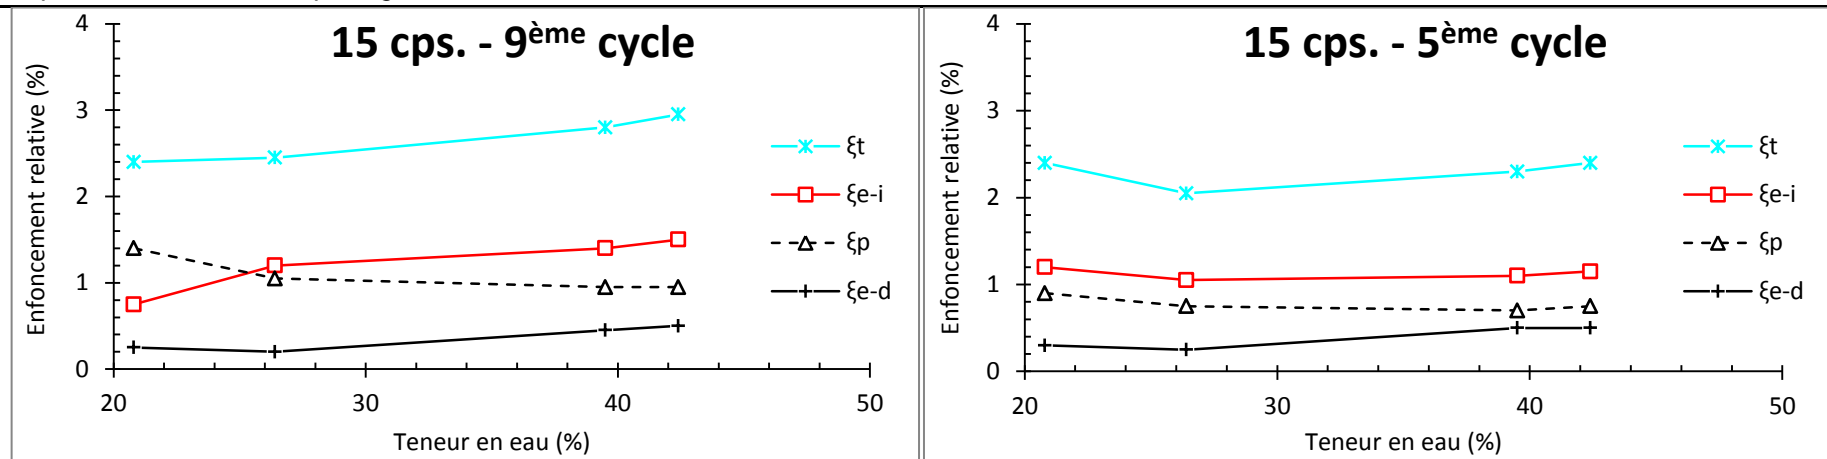 15 cps. - 9ème cycle
Enfoncement relative (%)
4
3
2
1
0
20 30 40 50
Teneur en eau (%)
ξt
ξe-i
ξp
ξe-d
15 cps. - 5ème cycle
Enfoncement relative (%)
4
3
2
1
0
20 30 40 50
Teneur en eau (%)
ξt
ξe-i
ξp
ξe-d